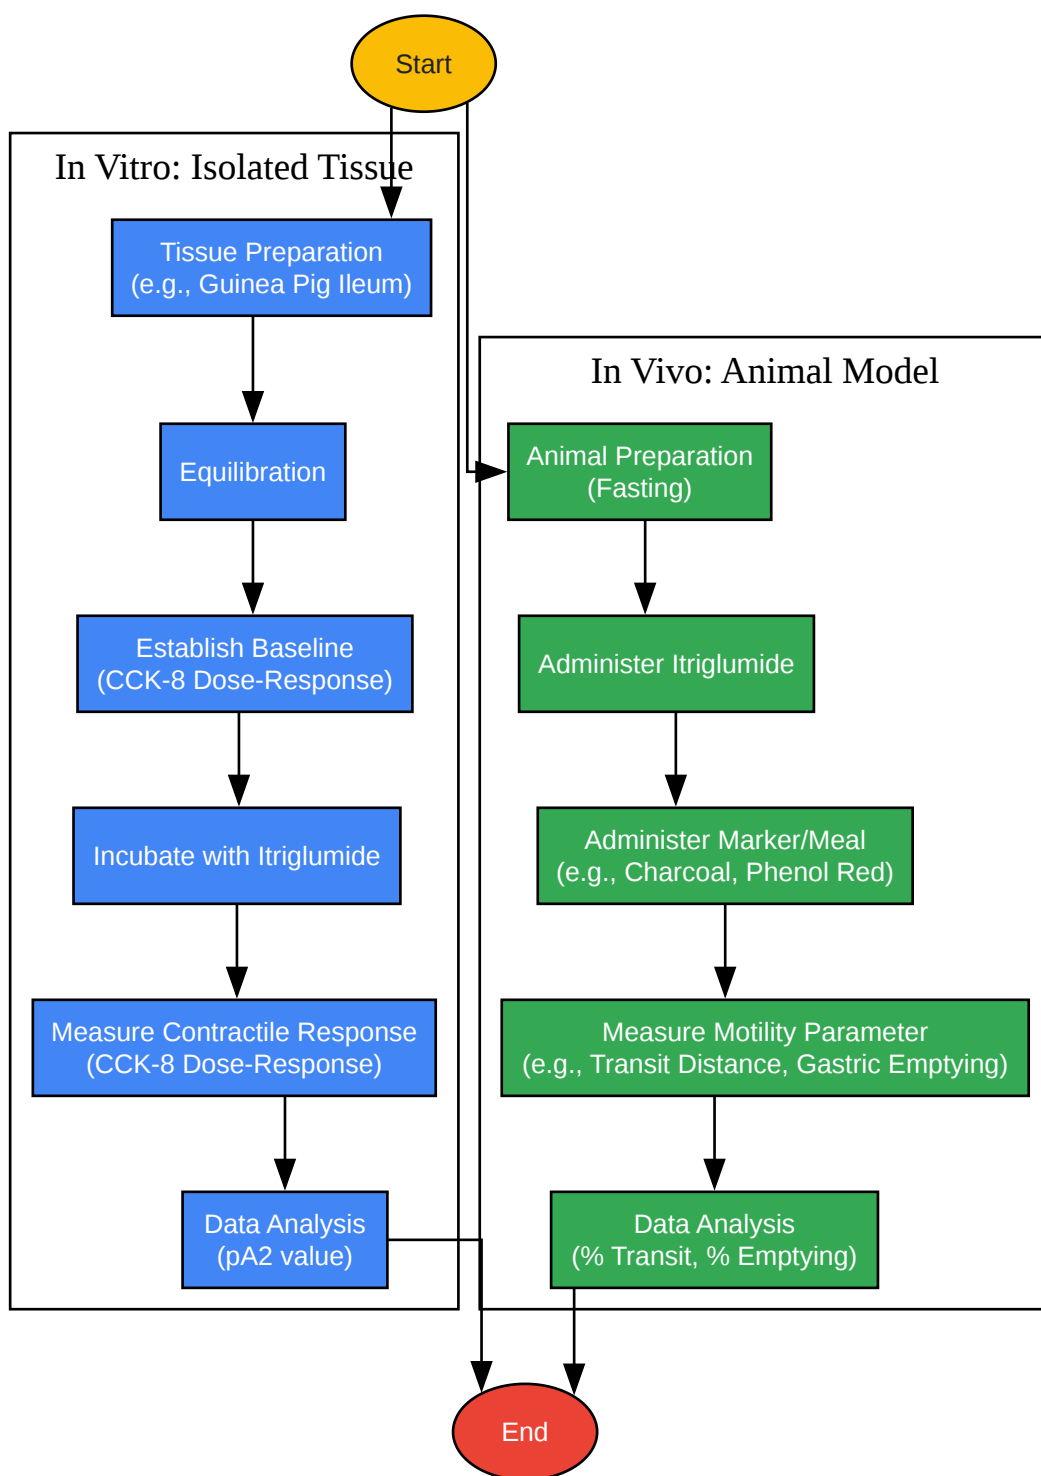 Start
In Vitro: Isolated Tissue
Tissue Preparation
(e.g., Guinea Pig Ileum)
Equilibration
Establish Baseline
(CCK-8 Dose-Response)
Incubate with Itriglumide
Measure Contractile Response
(CCK-8 Dose-Response)
Data Analysis
(pA2 value)
In Vivo: Animal Model
Animal Preparation
(Fasting)
Administer Itriglumide
Administer Marker/Meal
(e.g., Charcoal, Phenol Red)
Measure Motility Parameter
(e.g., Transit Distance, Gastric Emptying)
Data Analysis
(% Transit, % Emptying)
End